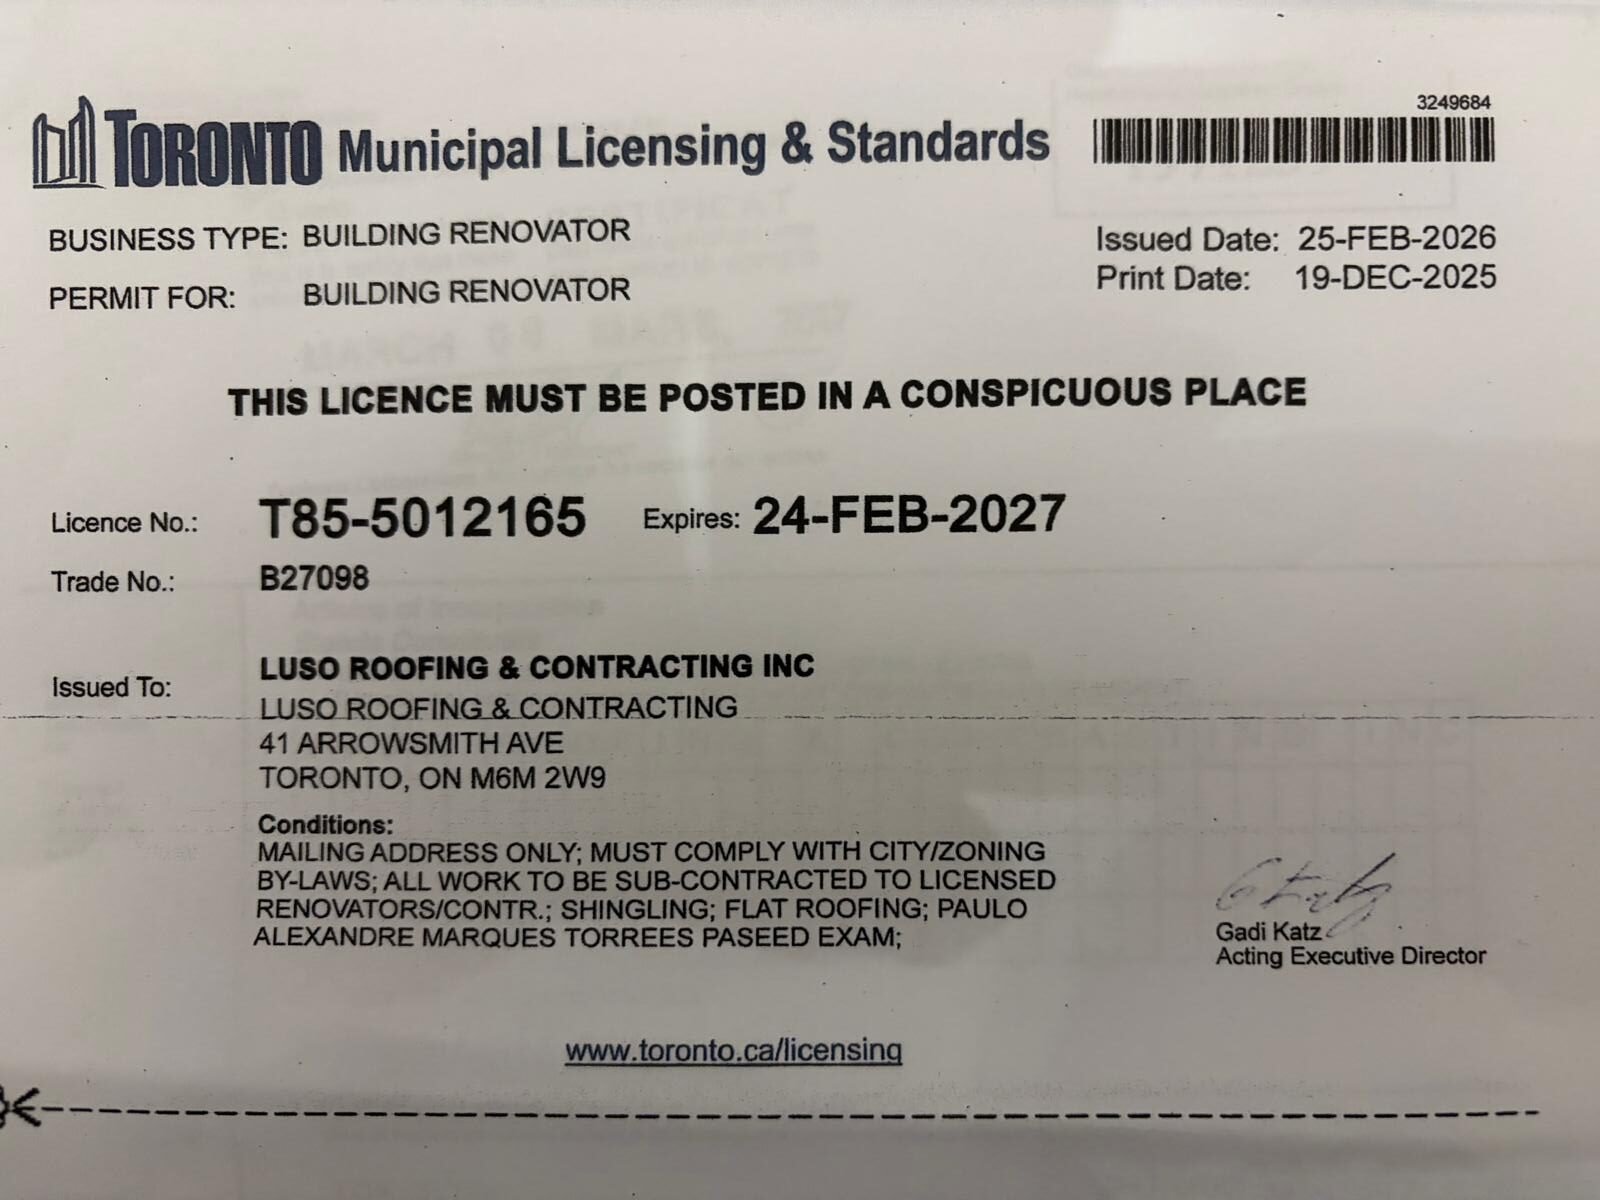 TORONTO Municipal Licensing & Standards
3249684
BUSINESS TYPE: BUILDING RENOVATOR
PERMIT FOR: BUILDING RENOVATOR
Issued Date: 25-FEB-2026
Print Date: 19-DEC-2025
THIS LICENCE MUST BE POSTED IN A CONSPICUOUS PLACE
Licence No.: T85-5012165 Expires: 24-FEB-2027
Trade No.: B27098
Issued To: LUSO ROOFING & CONTRACTING INC
LUSO ROOFING & CONTRACTING
41 ARROWSMITH AVE
TORONTO, ON M6M 2W9
Conditions:
MAILING ADDRESS ONLY; MUST COMPLY WITH CITY/ZONING
BY-LAWS; ALL WORK TO BE SUB-CONTRACTED TO LICENSED
RENOVATORS/CONTR.; SHINGLING; FLAT ROOFING; PAULO
ALEXANDRE MARQUES TORREES PASEED EXAM;
Gadi Katz
Acting Executive Director
www.toronto.ca/licensing